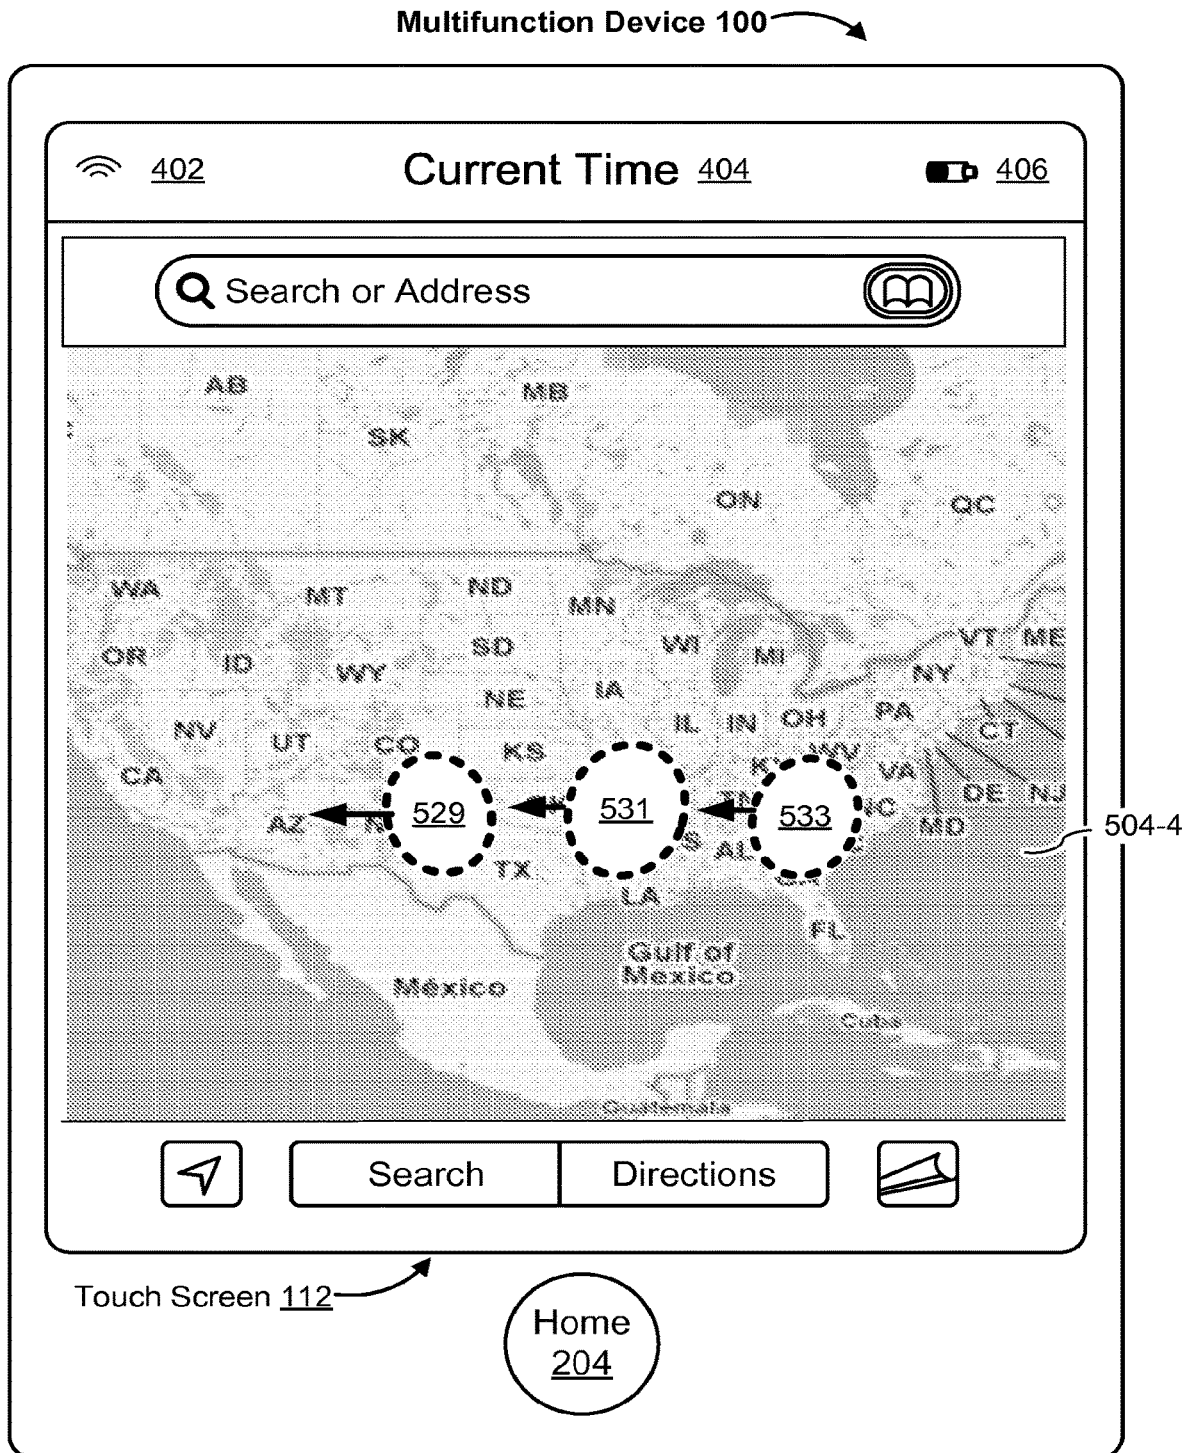 Multifunction Device 100
402 Current Time 404 406
Search or Address
AB MB
SK
ON QC
WA MT ND MN
OR ID WY SD WI MI VT ME
NE IA NY
NV UT CO KS IL IN OH PA CT
CA WV VA
DE NJ
529 531 533
AZ MD 504-4
TX AL
LA
FL
Gulf of
Mexico
México
Cuba
Guatemala
Search Directions
Touch Screen 112
Home
204